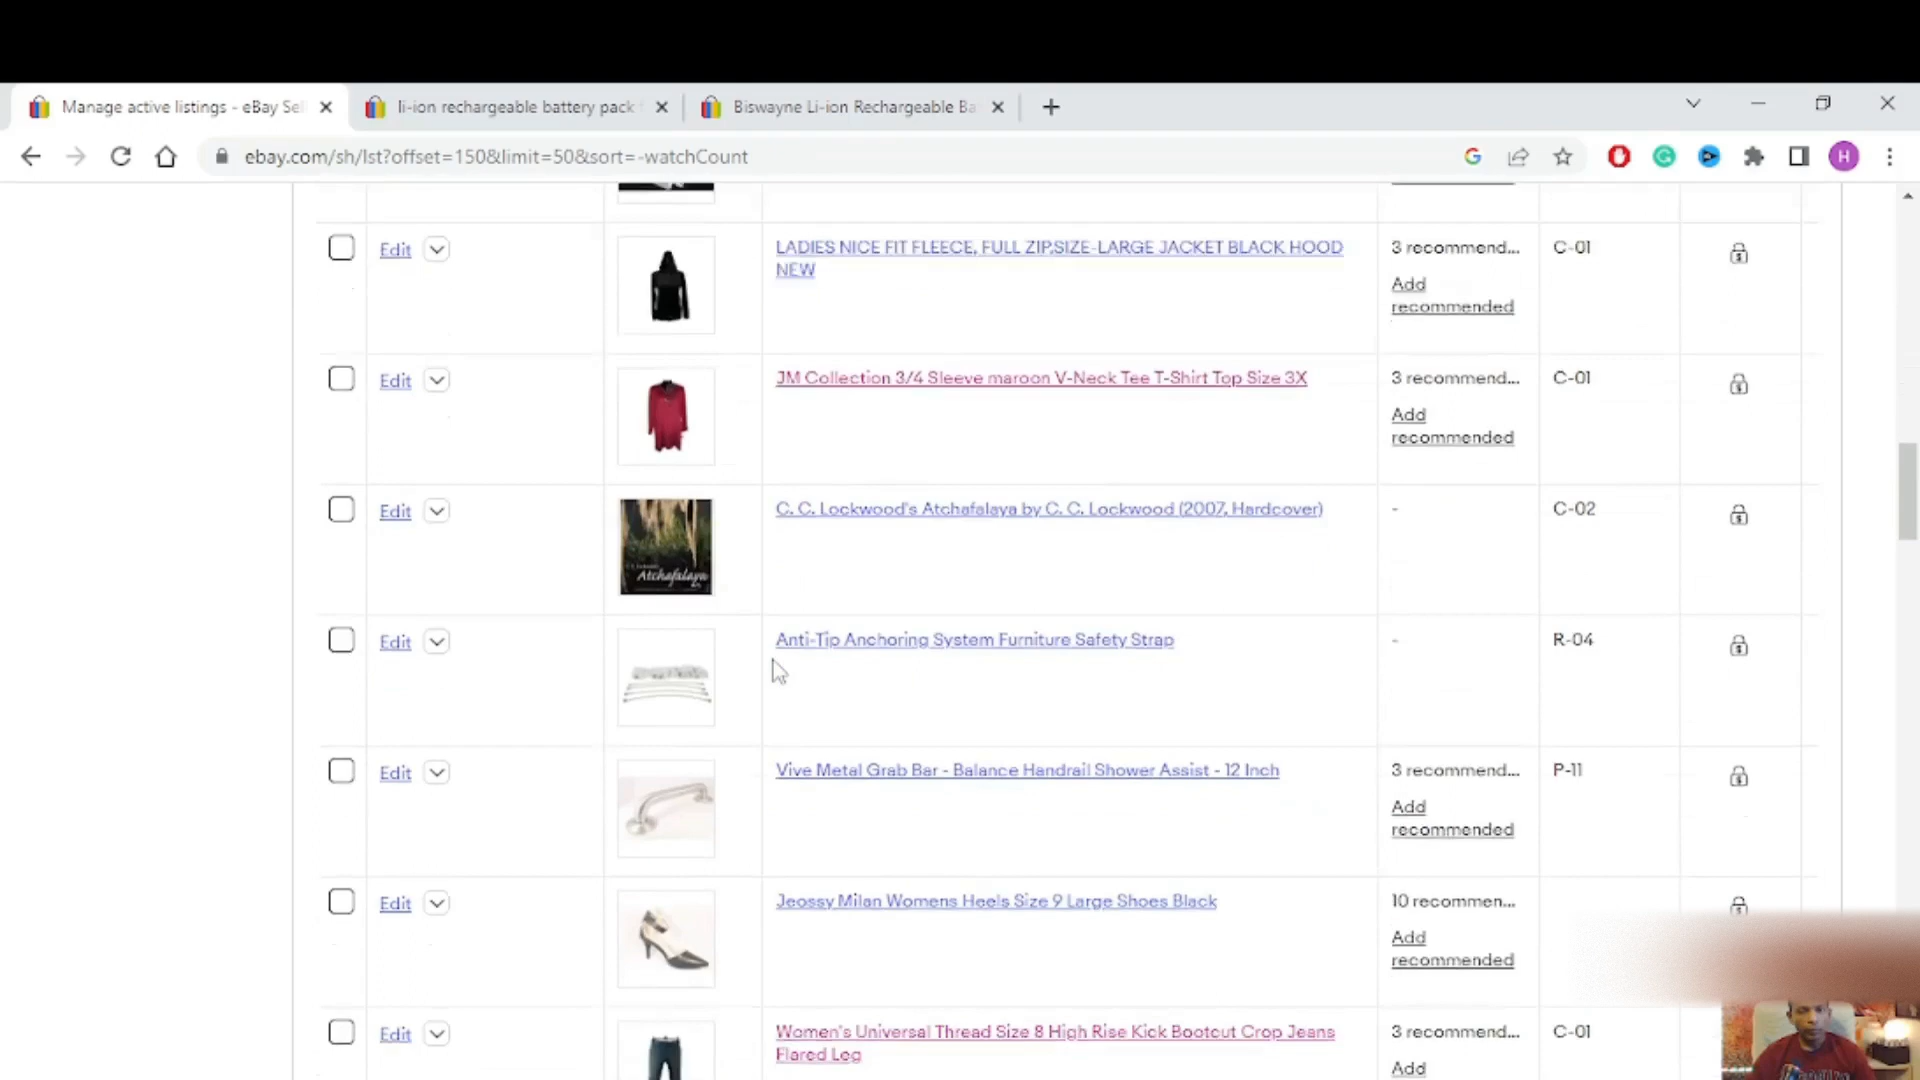 Manage active listings - eBay Sel
li-ion rechargeable battery pack
Biswayne Li-ion Rechargeable Ba
ebay.com/sh/lst?offset=150&limit=50&sort=-watchCount
G
H
Edit
LADIES NICE FIT FLEECE, FULL ZIP,SIZE-LARGE JACKET BLACK HOOD
NEW
3 recommend...
Add
recommended
C-01
Edit
JM Collection 3/4 Sleeve maroon V-Neck Tee T-Shirt Top Size 3X
3 recommend...
Add
recommended
C-01
Edit
Atchafalaya
C. C. Lockwood's Atchafalaya by C. C. Lockwood (2007, Hardcover)
-
C-02
Edit
Anti-Tip Anchoring System Furniture Safety Strap
-
R-04
Edit
Vive Metal Grab Bar - Balance Handrail Shower Assist - 12 Inch
3 recommend...
Add
recommended
P-11
Edit
Jeossy Milan Womens Heels Size 9 Large Shoes Black
10 recommen...
Add
recommended
Edit
Women's Universal Thread Size 8 High Rise Kick Bootcut Crop Jeans
Flared Leg
3 recommend...
Add
C-01